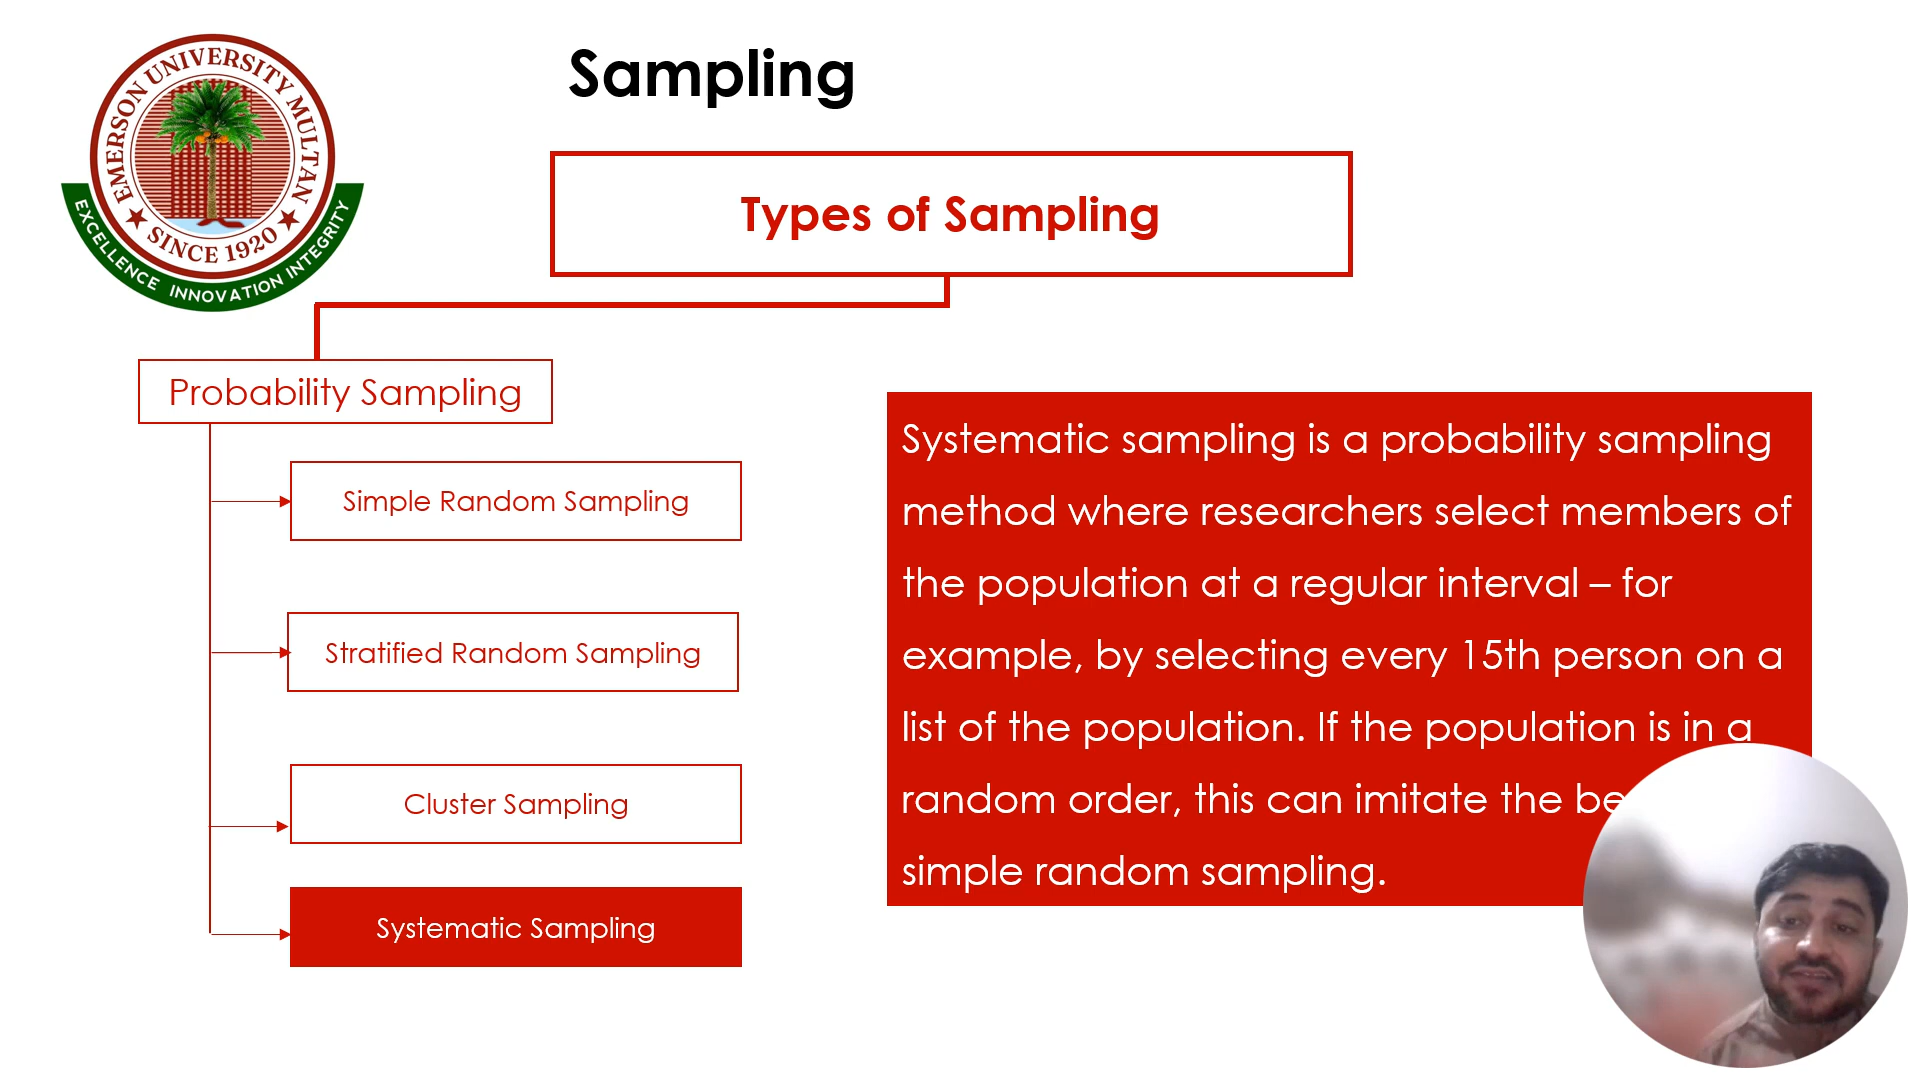 EMERSON UNIVERSITY MULTAN
SINCE 1920
EXCELLENCE INNOVATION INTEGRITY
Sampling
Types of Sampling
Probability Sampling
Simple Random Sampling
Stratified Random Sampling
Cluster Sampling
Systematic Sampling
Systematic sampling is a probability sampling
method where researchers select members of
the population at a regular interval – for
example, by selecting every 15th person on a
list of the population. If the population is in a
random order, this can imitate the
simple random sampling.